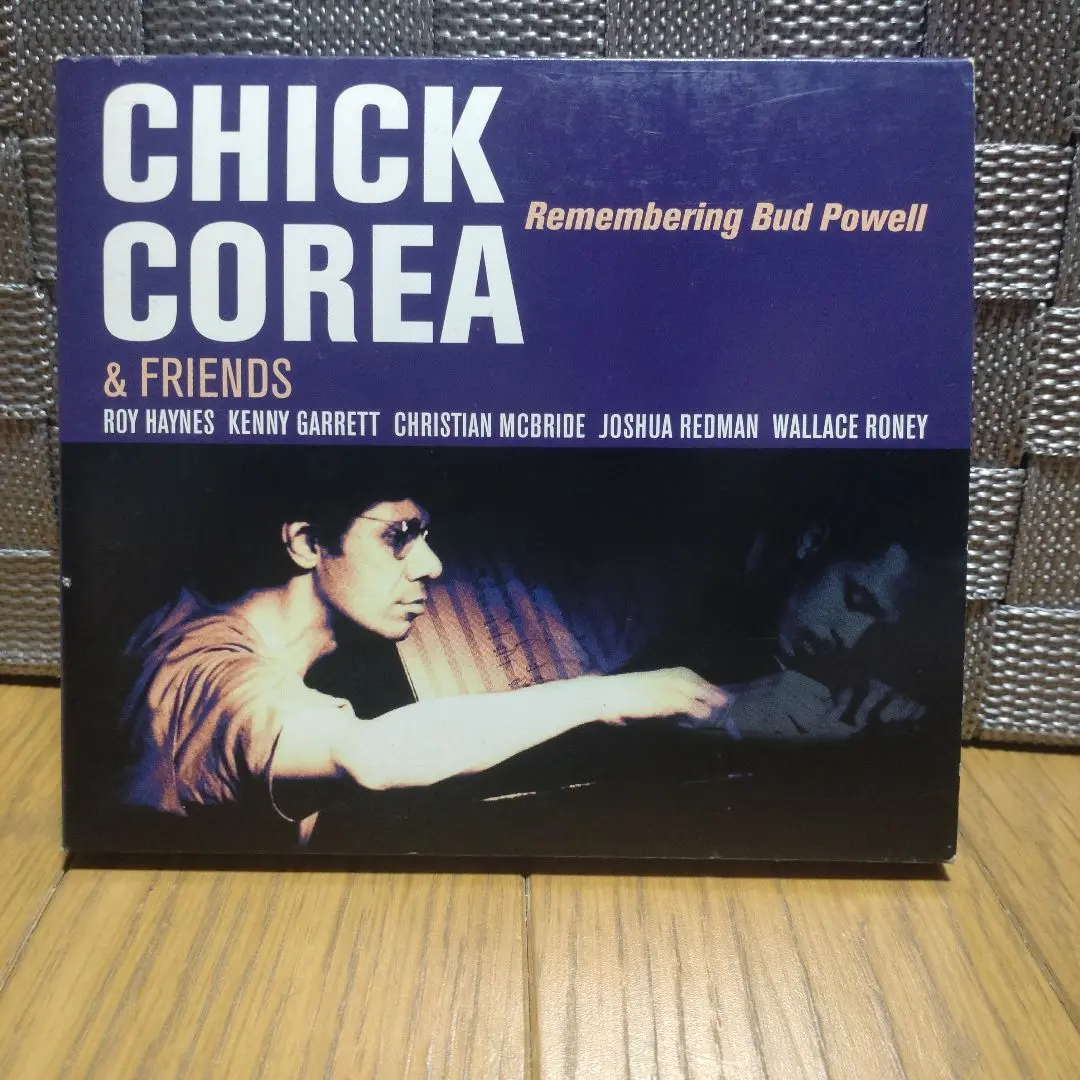 CHICK
COREA
Remembering Bud Powell
& FRIENDS
ROY HAYNES KENNY GARRETT CHRISTIAN MCBRIDE JOSHUA REDMAN WALLACE RONEY